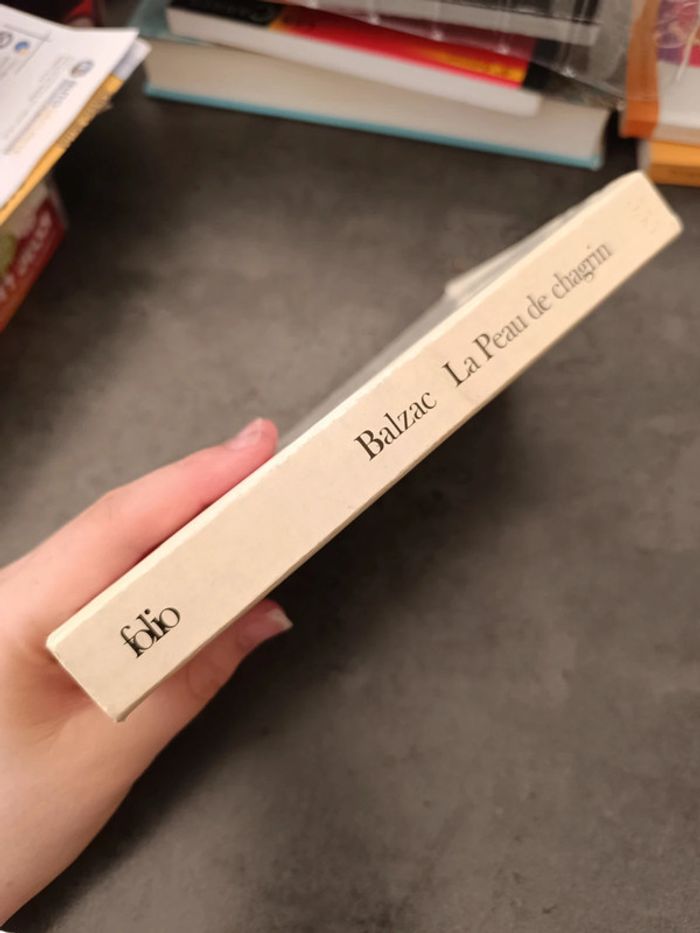 folio
Balzac La Peau de chagrin